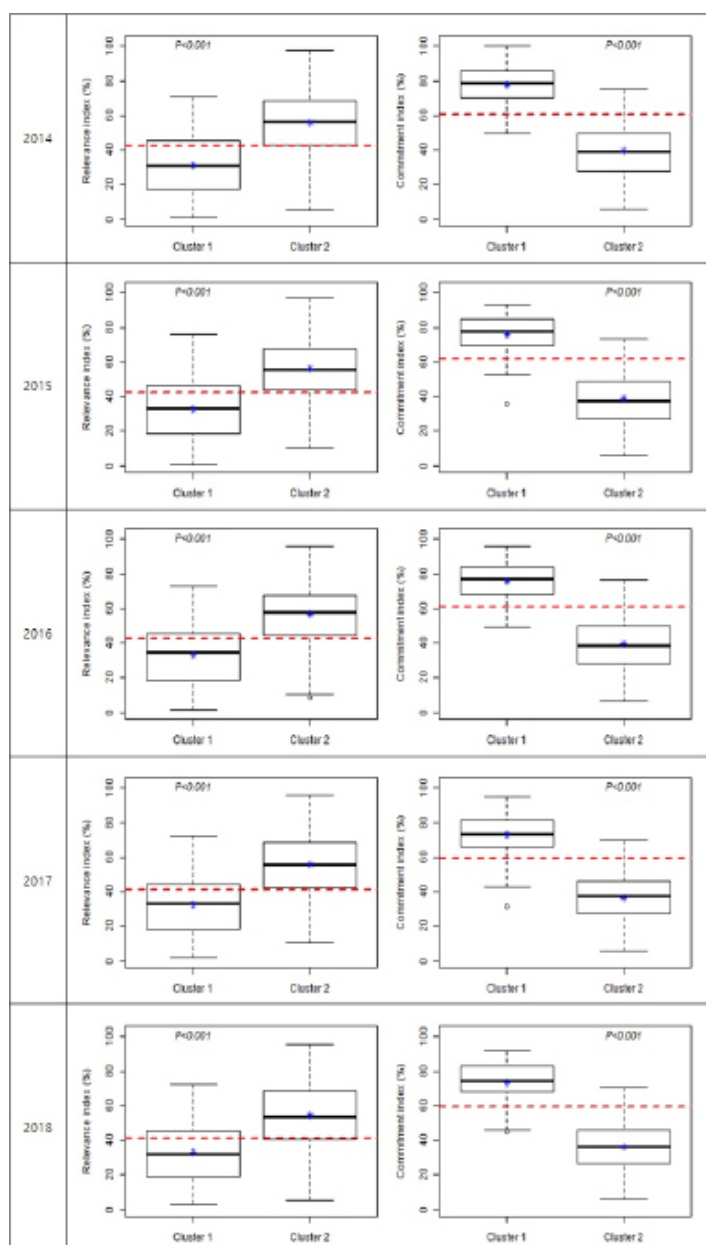 2014
Relevance index (%)
0 20 40 60 80 100
P<0.001
Cluster 1 Cluster 2
Commitment index (%)
0 20 40 60 80 100
P<0.001
Cluster 1 Cluster 2
2015
Relevance index (%)
0 20 40 60 80 100
P<0.001
Cluster 1 Cluster 2
Commitment index (%)
0 20 40 60 80 100
P<0.001
Cluster 1 Cluster 2
2016
Relevance index (%)
0 20 40 60 80 100
P<0.001
Cluster 1 Cluster 2
Commitment index (%)
0 20 40 60 80 100
P<0.001
Cluster 1 Cluster 2
2017
Relevance index (%)
0 20 40 60 80 100
P<0.001
Cluster 1 Cluster 2
Commitment index (%)
0 20 40 60 80 100
P<0.001
Cluster 1 Cluster 2
2018
Relevance index (%)
0 20 40 60 80 100
P<0.001
Cluster 1 Cluster 2
Commitment index (%)
0 20 40 60 80 100
P<0.001
Cluster 1 Cluster 2